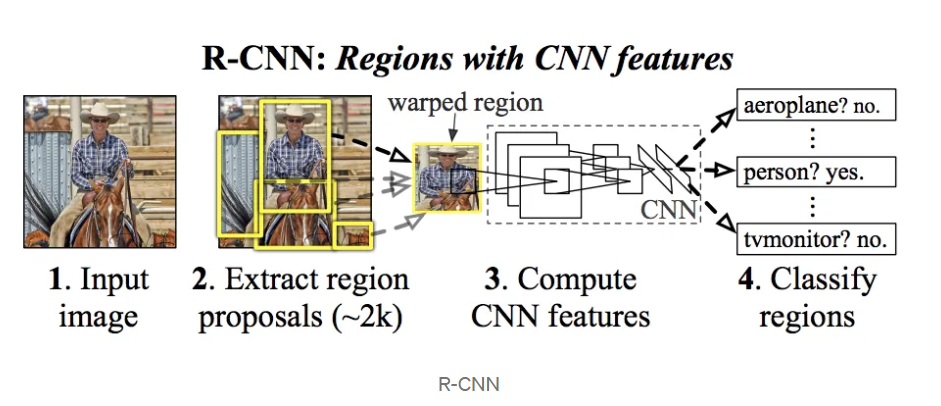 R-CNN: Regions with CNN features
warped region
aeroplane? no.
⋮
person? yes.
⋮
tvmonitor? no.
CNN
1. Input
image
2. Extract region
proposals (~2k)
3. Compute
CNN features
4. Classify
regions
R-CNN